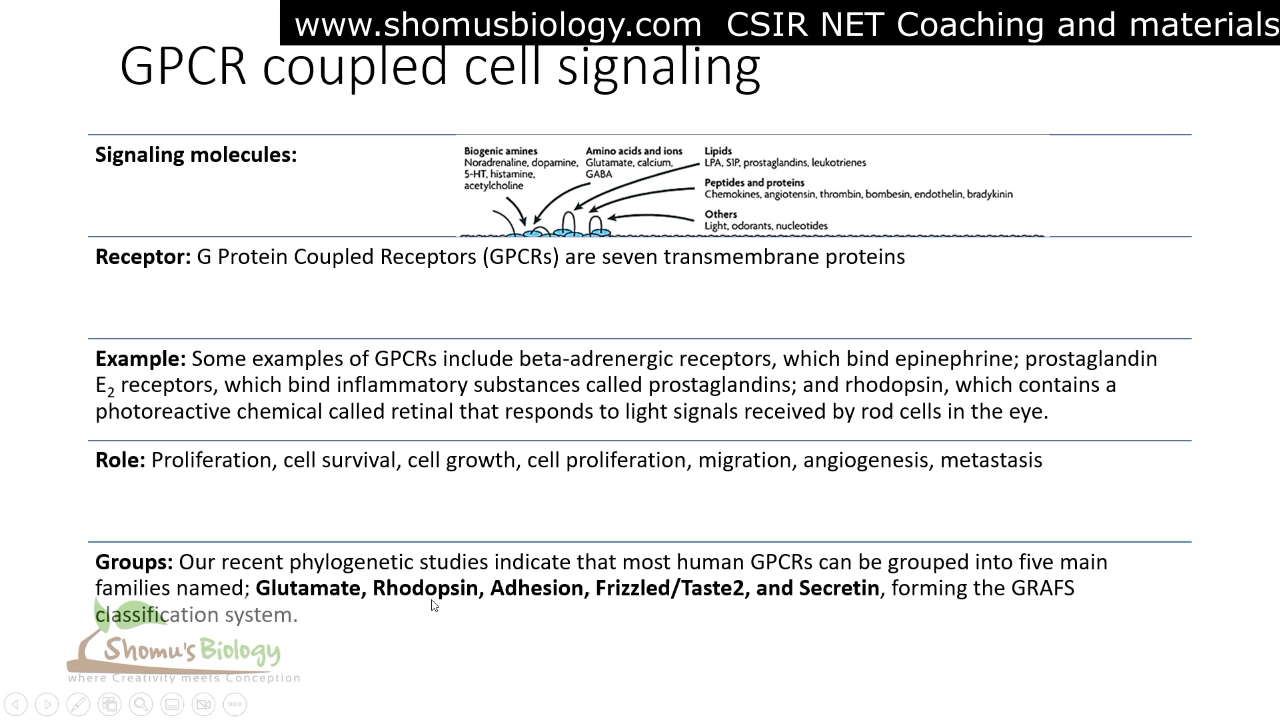 www.shomusbiology.com  CSIR NET Coaching and materials
GPCR coupled cell signaling
Signaling molecules:
Biogenic amines
Noradrenaline, dopamine,
5-HT, histamine,
acetylcholine
Amino acids and ions
Glutamate, calcium,
GABA
Lipids
LPA, S1P, prostaglandins, leukotrienes
Peptides and proteins
Chemokines, angiotensin, thrombin, bombesin, endothelin, bradykinin
Others
Light, odorants, nucleotides
Receptor: G Protein Coupled Receptors (GPCRs) are seven transmembrane proteins
Example: Some examples of GPCRs include beta-adrenergic receptors, which bind epinephrine; prostaglandin
E2 receptors, which bind inflammatory substances called prostaglandins; and rhodopsin, which contains a
photoreactive chemical called retinal that responds to light signals received by rod cells in the eye.
Role: Proliferation, cell survival, cell growth, cell proliferation, migration, angiogenesis, metastasis
Groups: Our recent phylogenetic studies indicate that most human GPCRs can be grouped into five main
families named; Glutamate, Rhodopsin, Adhesion, Frizzled/Taste2, and Secretin, forming the GRAFS
classification system.
Shomu's Biology
where Creativity meets Conception